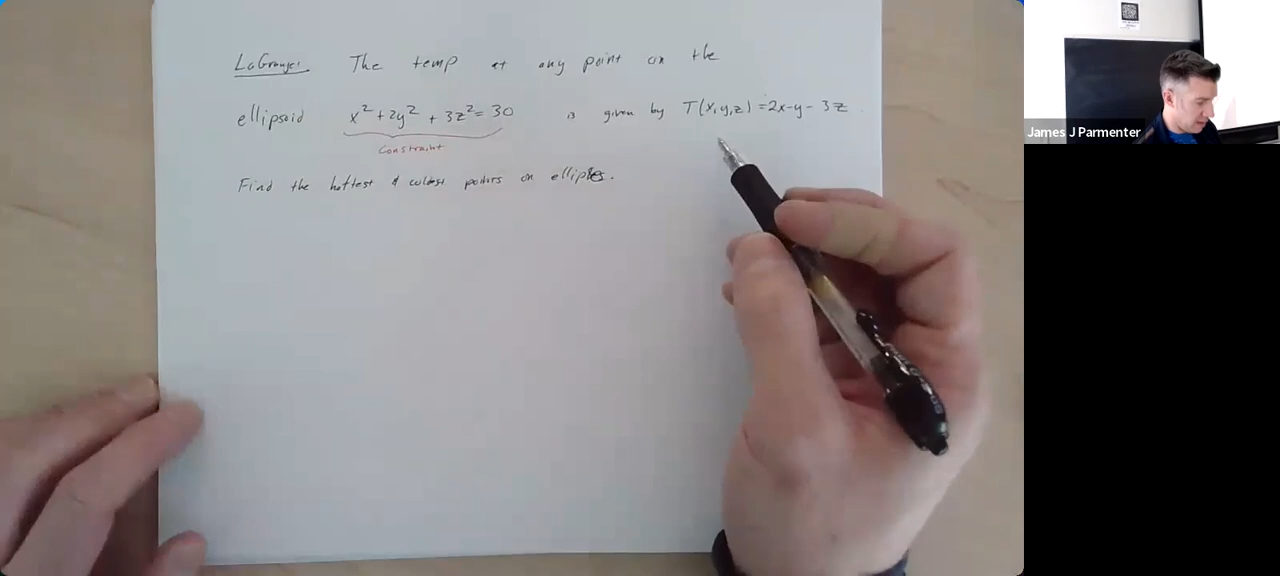 LaGrange: The temp at any point on the
ellipsoid x² + 2y² + 3z² = 30 is given by T(x,y,z) = 2x - y - 3z.
Constraint
Find the hottest & coldest points on
James J Parmenter